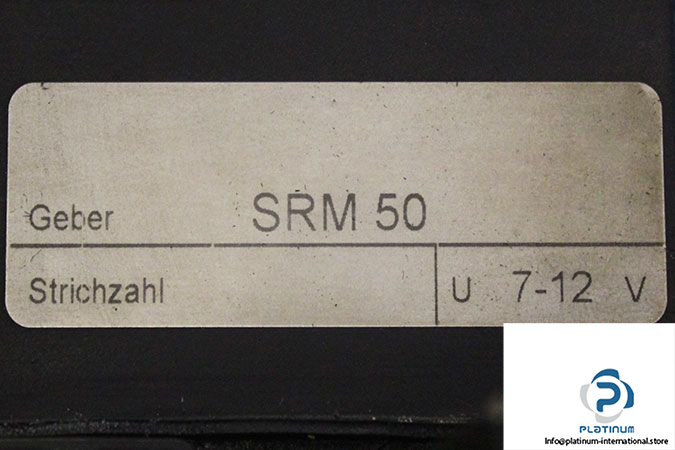 Geber SRM 50
Strichzahl U 7-12 V
PLATINUM
Info@platinum-international.store